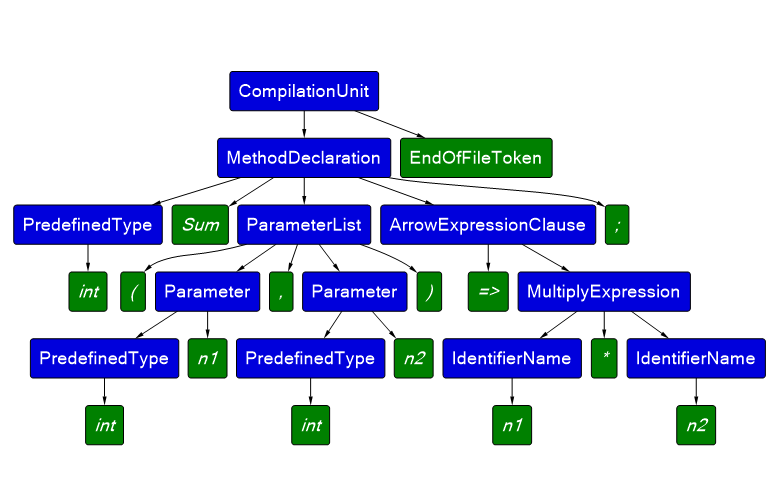 CompilationUnit
MethodDeclaration EndOfFileToken
PredefinedType Sum ParameterList ArrowExpressionClause ;
int ( Parameter , Parameter ) => MultiplyExpression
PredefinedType n1 PredefinedType n2 IdentifierName * IdentifierName
int int n1 n2